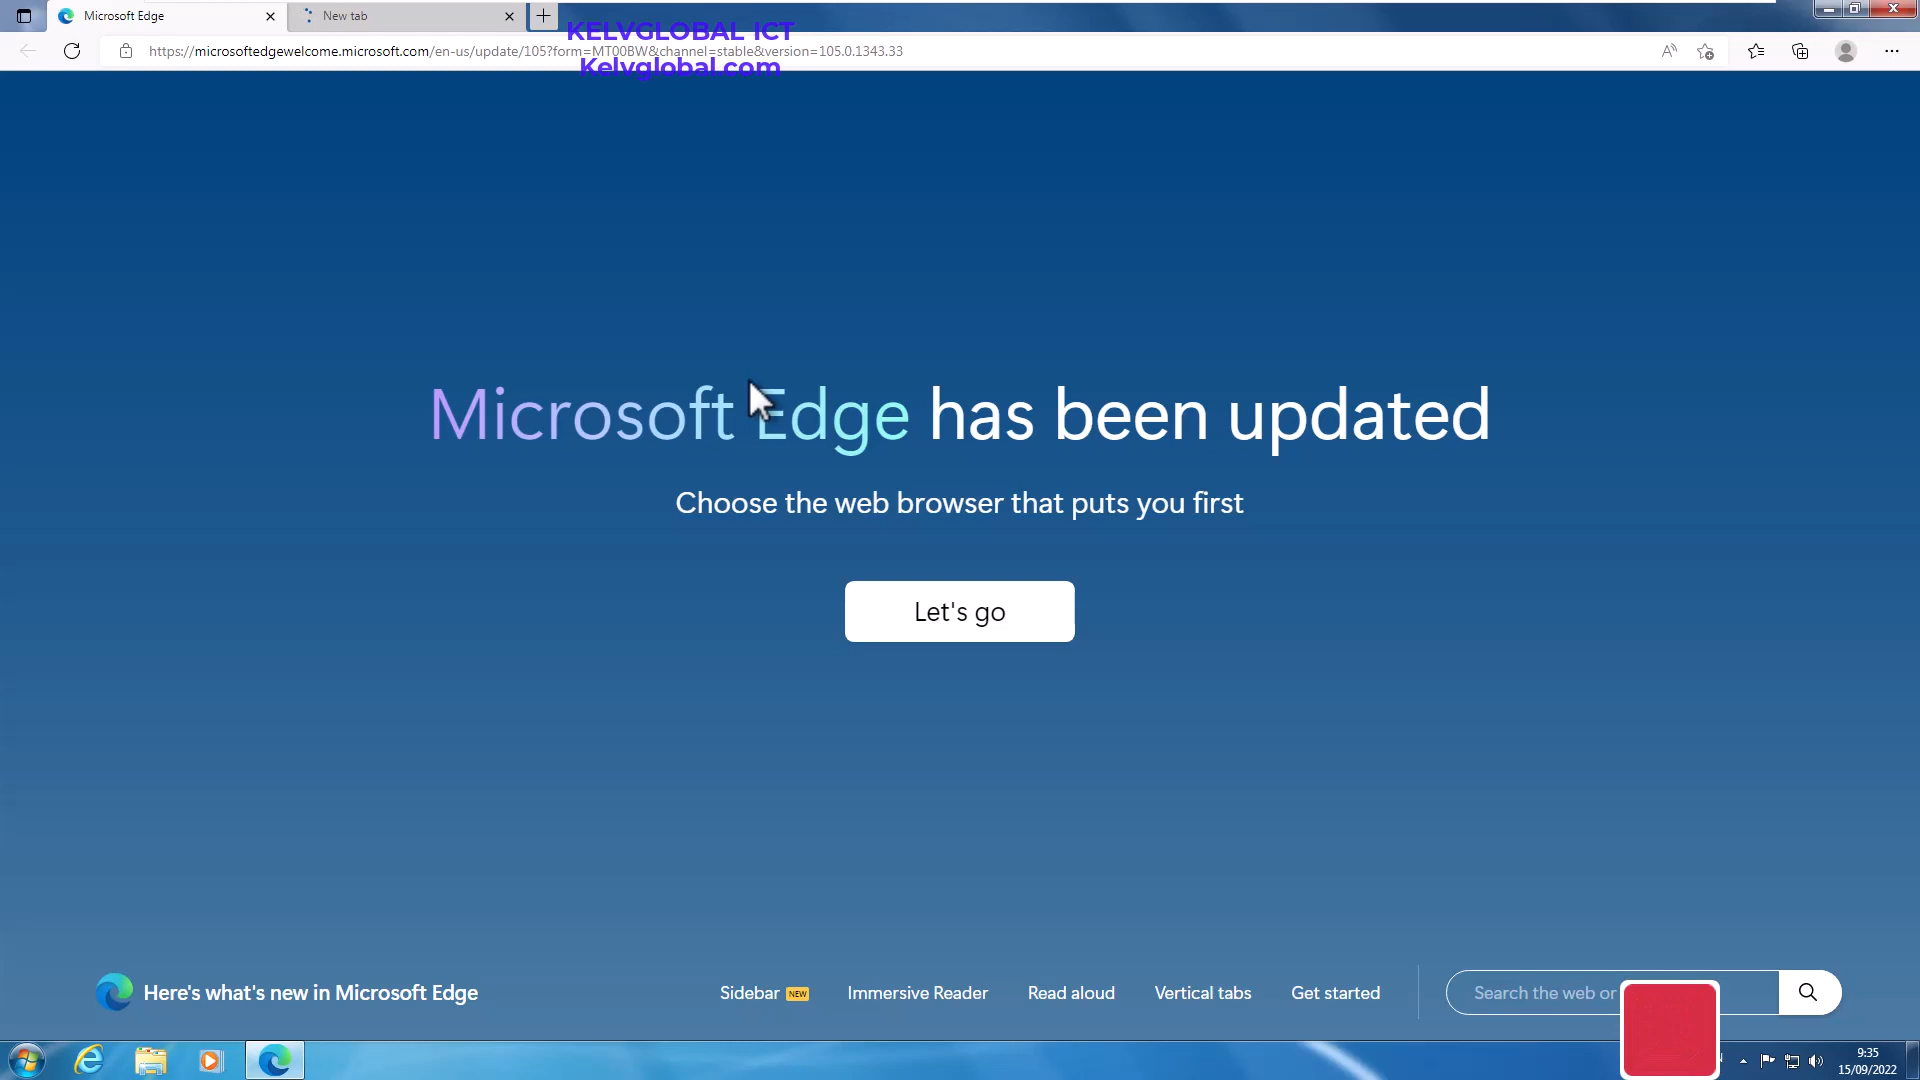 Microsoft Edge
New tab
KELVGLOBAL ICT
https://microsoftedgewelcome.microsoft.com/en-us/update/105?form=MT00BW&channel=stable&version=105.0.1343.33
Kelvglobal.com
Microsoft Edge has been updated
Choose the web browser that puts you first
Let's go
Here's what's new in Microsoft Edge
Sidebar NEW
Immersive Reader
Read aloud
Vertical tabs
Get started
Search the web or
9:35
15/09/2022